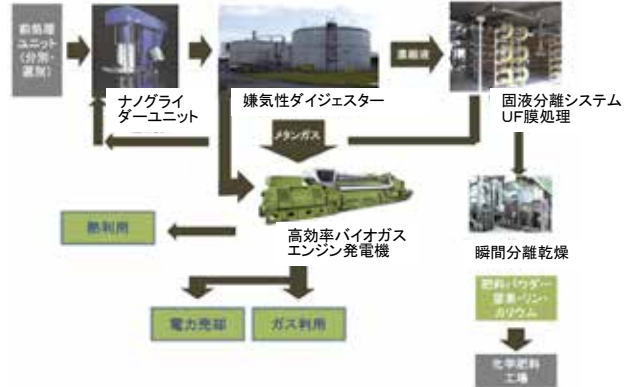 前処理
ユニット
(分別・
選別)
ナノグライ
ダーユニット
嫌気性ダイジェスター
濃縮液
固液分離システム
UF膜処理
メタンガス
高効率バイオガス
エンジン発電機
瞬間分離乾燥
熱利用
電力売却
ガス利用
肥料パウダー
窒素・リン・
カリウム
化学肥料
工場